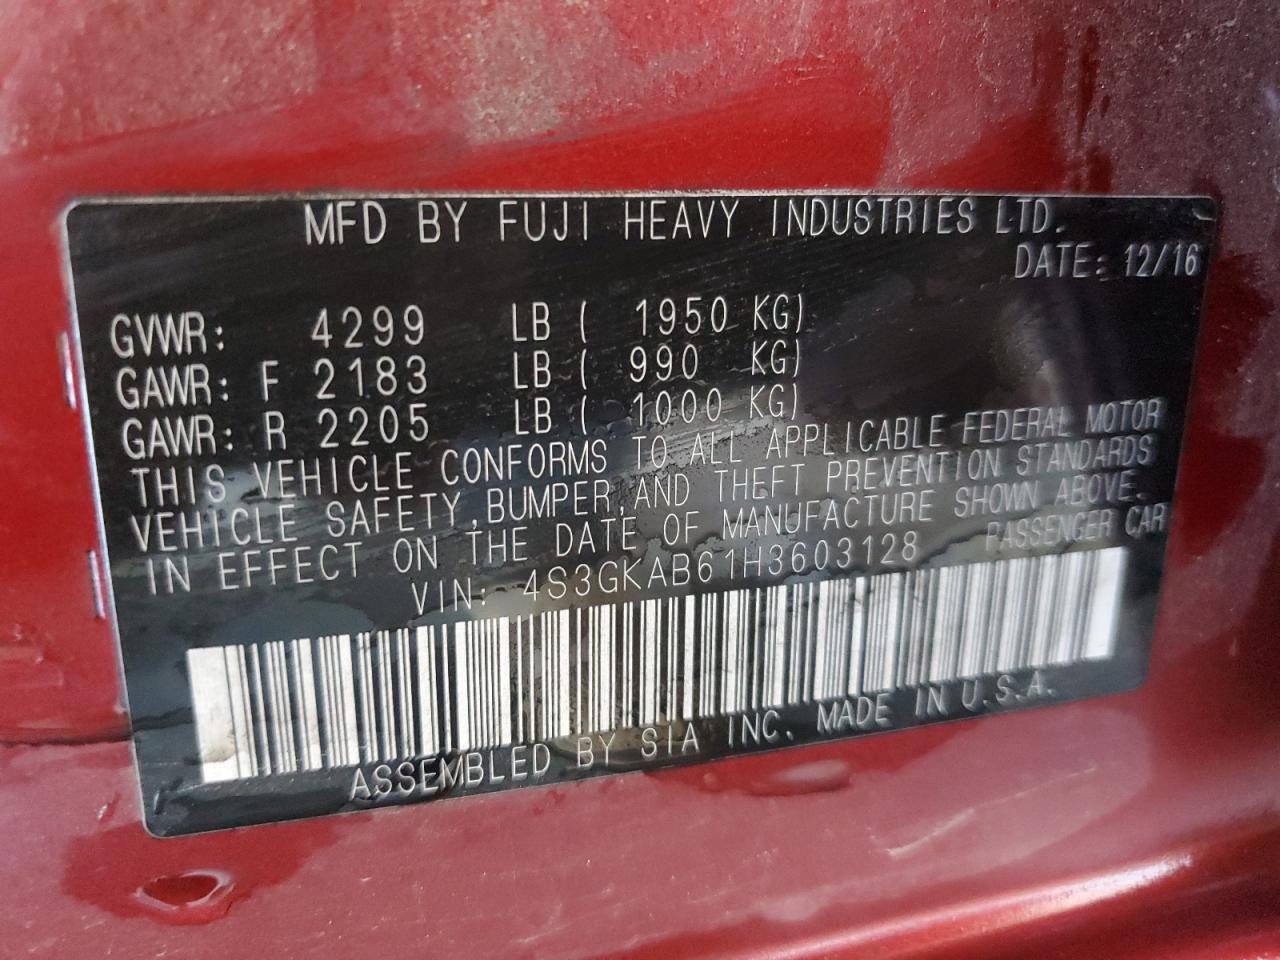 MFD BY FUJI HEAVY INDUSTRIES LTD.
DATE: 12/16
GVWR: 4299 LB ( 1950 KG)
GAWR: F 2183 LB ( 990 KG)
GAWR: R 2205 LB ( 1000 KG)
THIS VEHICLE CONFORMS TO ALL APPLICABLE FEDERAL MOTOR
VEHICLE SAFETY, BUMPER, AND THEFT PREVENTION STANDARDS
IN EFFECT ON THE DATE OF MANUFACTURE SHOWN ABOVE.
VIN: 4S3GKAB61H3603128 PASSENGER CAR
ASSEMBLED BY SIA INC. MADE IN U.S.A.